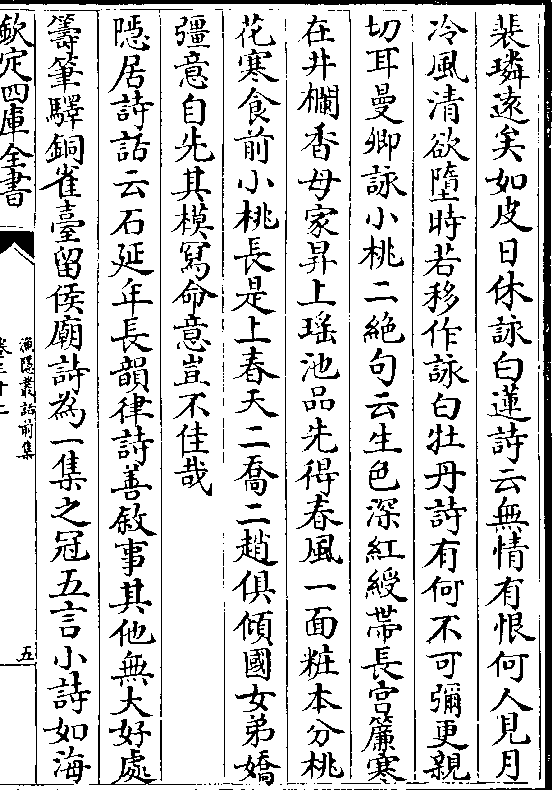 裴璘逺矣如皮日休詠白蓮詩云無情有恨何人見月
冷風清欲墮時若移作詠白牡丹詩有何不可彌更親
切耳曼卿詠小桃二絶句云生色深紅綬帯長宫簾寒
在井欄香母家昇上瑶池品先得春風一面粧本分桃
花寒食前小桃長是上春天二喬二趙俱傾國女弟嬌
彊意自先其模寫命意豈不佳哉
隱居詩話云石延年長韻律詩善敘事其他無大好處
籌筆驛銅雀臺留侯廟詩為一集之冠五言小詩如海
欽定四庫全書
漁隱叢話前集
卷三十二
五